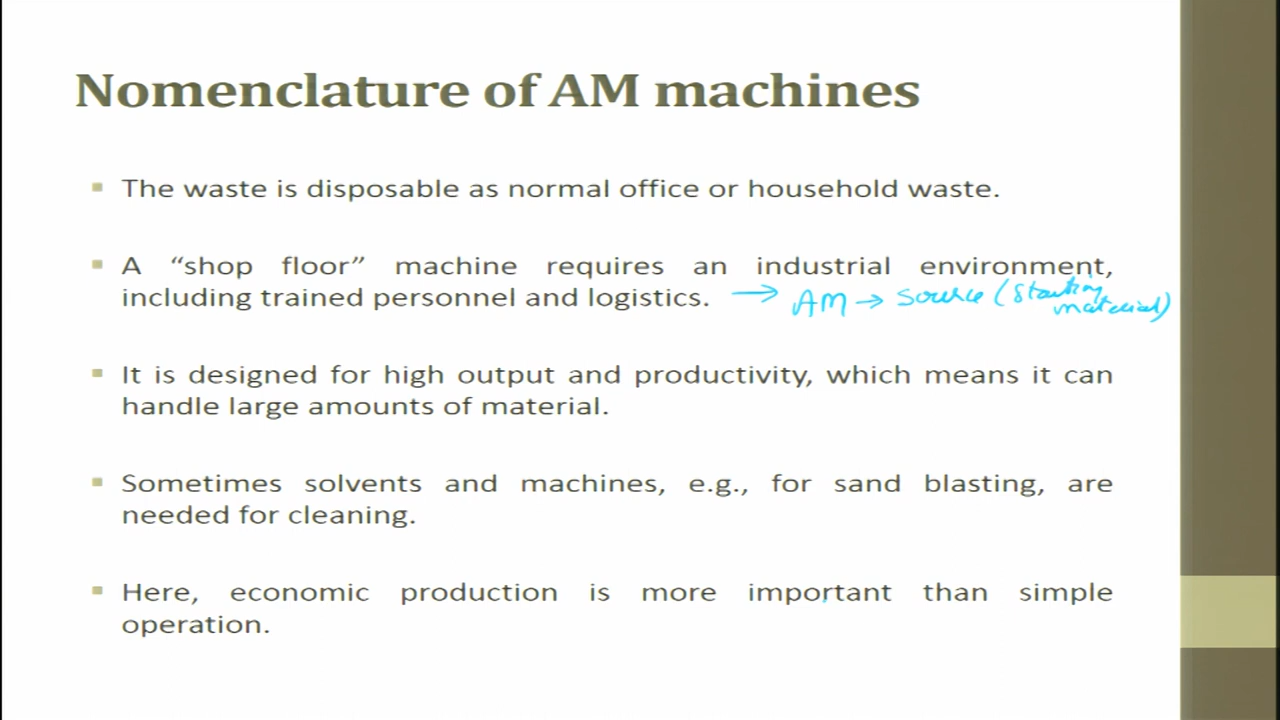 Nomenclature of AM machines
The waste is disposable as normal office or household waste.
A “shop floor” machine requires an industrial environment,
including trained personnel and logistics. → AM → source (starting
material)
It is designed for high output and productivity, which means it can
handle large amounts of material.
Sometimes solvents and machines, e.g., for sand blasting, are
needed for cleaning.
Here, economic production is more important than simple
operation.